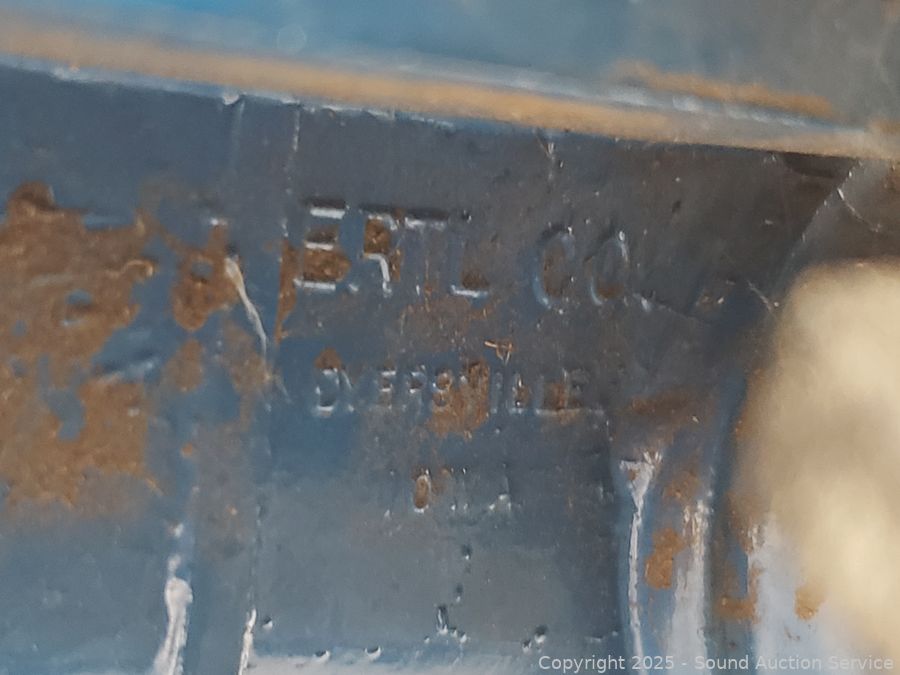 ERTL CO.
DYERSVILLE
Copyright 2025 - Sound Auction Service